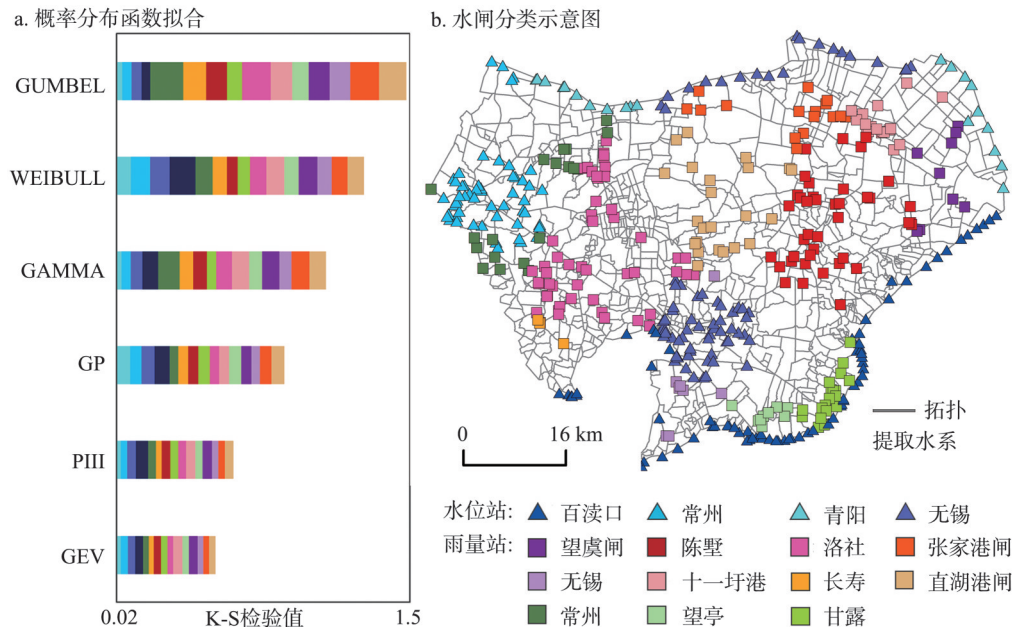 a. 概率分布函数拟合
GUMBEL
WEIBULL
GAMMA
GP
PIII
GEV
0.02 K-S检验值 1.5
b. 水闸分类示意图
0 16 km
拓扑
提取水系
水位站: 百渎口 常州 青阳 无锡
雨量站: 望虞闸 陈墅 洛社 张家港闸
无锡 十一圩港 长寿 直湖港闸
常州 望亭 甘露